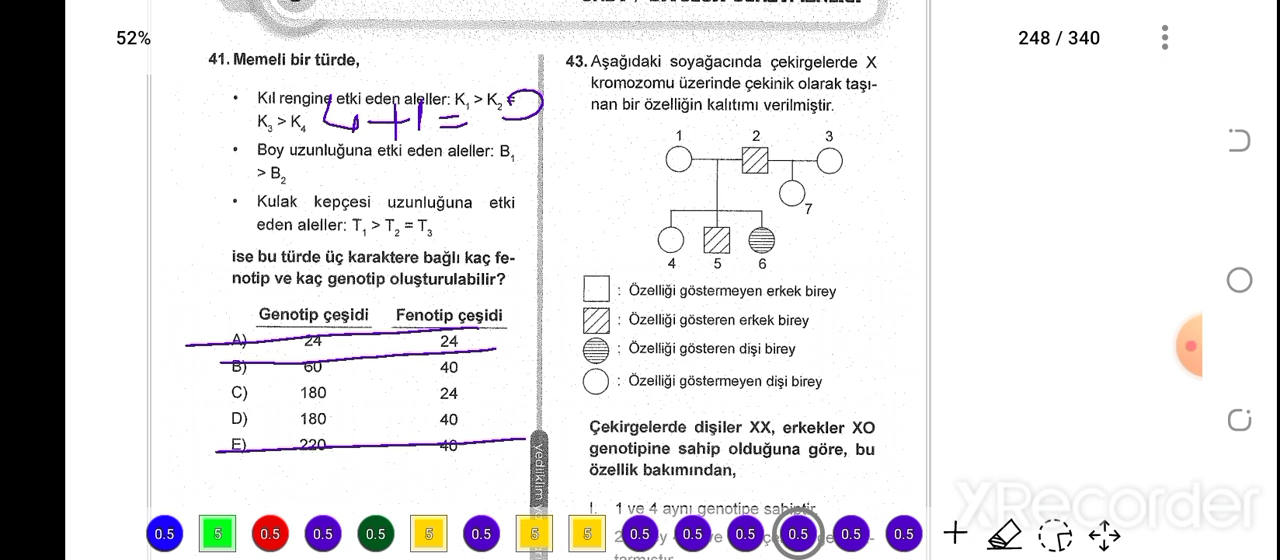 52%
248 / 340
41. Memeli bir türde,
• Kıl rengine etki eden aleller: K₁ > K₂ =
K₃ > K₄
4+1=5
• Boy uzunluğuna etki eden aleller: B₁
> B₂
• Kulak kepçesi uzunluğuna etki
eden aleller: T₁ > T₂ = T₃
ise bu türde üç karaktere bağlı kaç fe-
notip ve kaç genotip oluşturulabilir?
Genotip çeşidi Fenotip çeşidi
A) 24 24
B) 60 40
C) 180 24
D) 180 40
E) 220 40
yediiklim
43. Aşağıdaki soyağacında çekirgelerde X
kromozomu üzerinde çekinik olarak taşı-
nan bir özelliğin kalıtımı verilmiştir.
1 2 3
7
4 5 6
: Özelliği göstermeyen erkek birey
: Özelliği gösteren erkek birey
: Özelliği gösteren dişi birey
: Özelliği göstermeyen dişi birey
Çekirgelerde dişiler XX, erkekler XO
genotipine sahip olduğuna göre, bu
özellik bakımından,
I. 1 ve 4 aynı genotipe sahiptir
XRecorder
0.5 5 0.5 0.5 0.5 5 0.5 5 5 0.5 0.5 0.5 0.5 0.5 0.5